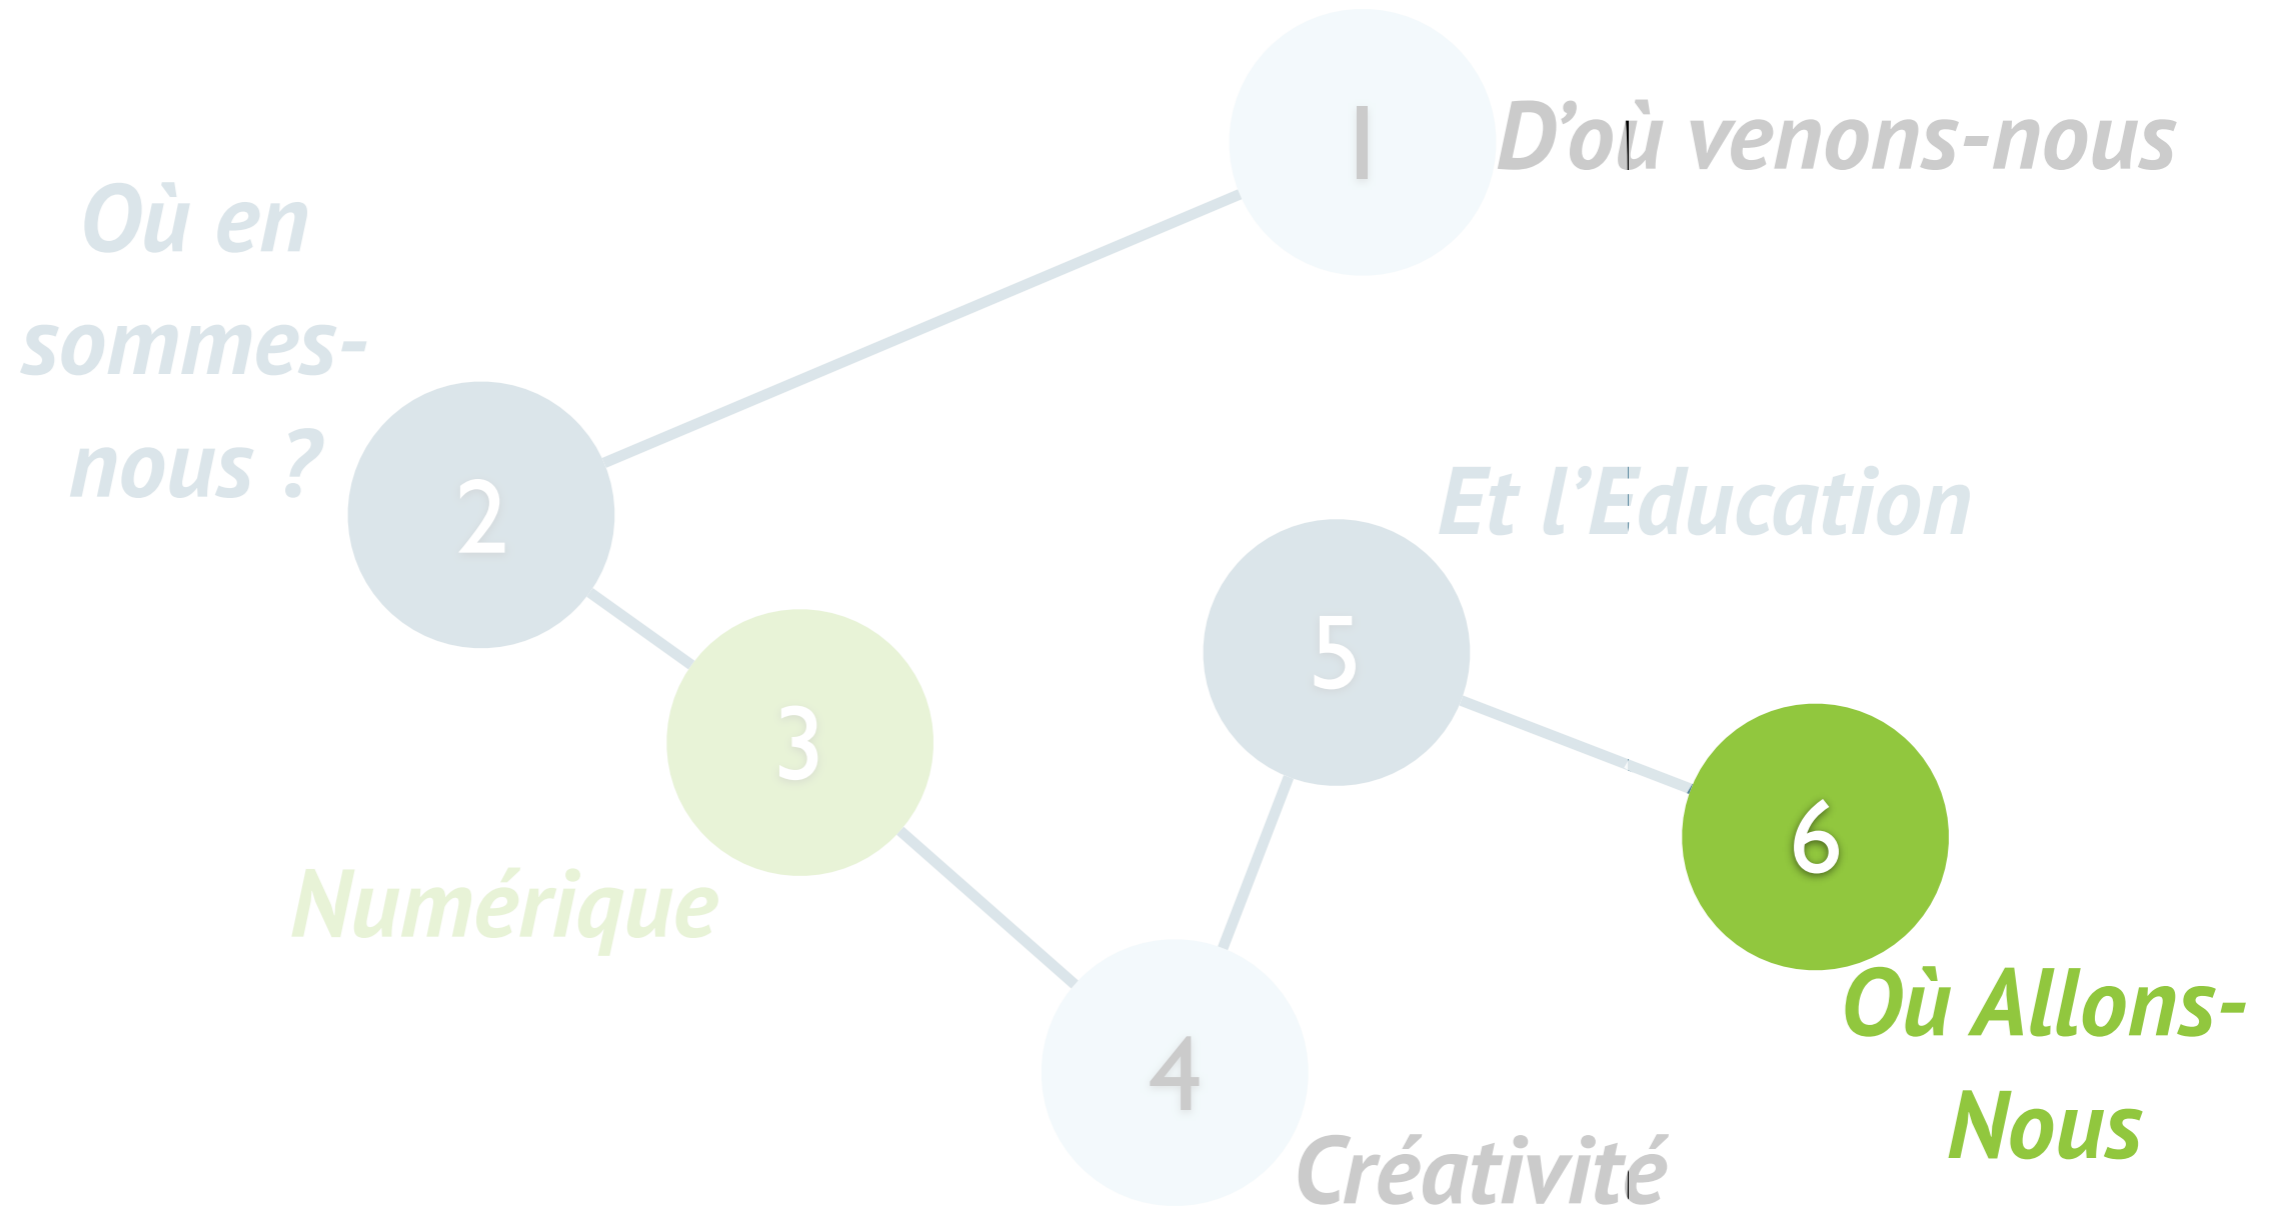 1
D’où venons-nous
Où en
sommes-
nous ?
2
Et l’Education
5
3
6
Numérique
Où Allons-
Nous
4
Créativité